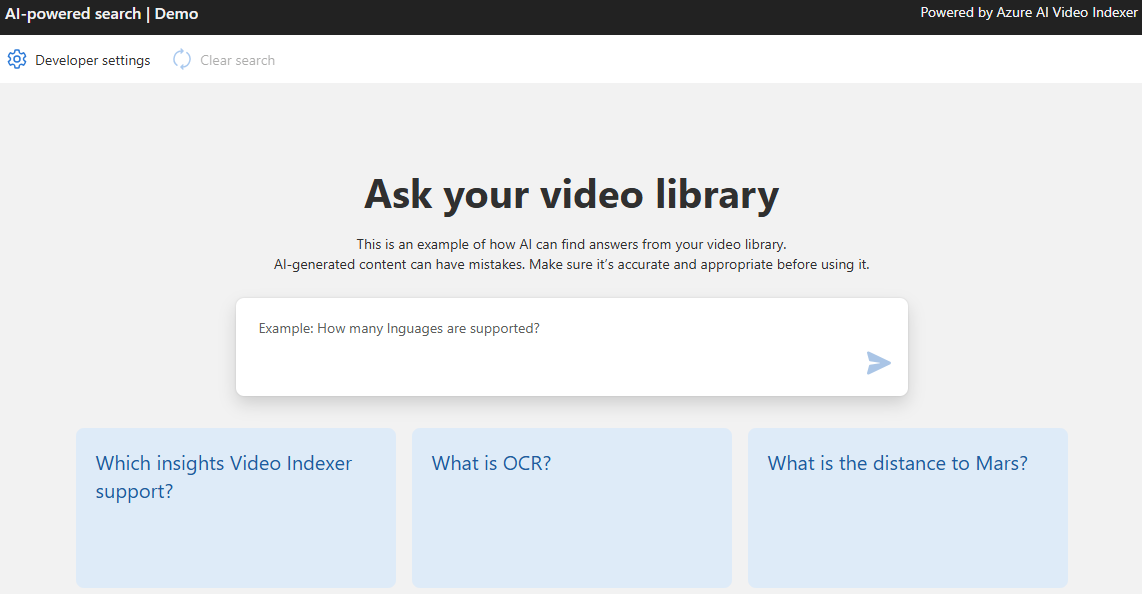 AI-powered search | Demo
Powered by Azure AI Video Indexer
Developer settings
Clear search
Ask your video library
This is an example of how AI can find answers from your video library.
AI-generated content can have mistakes. Make sure it’s accurate and appropriate before using it.
Example: How many lnguages are supported?
Which insights Video Indexer
support?
What is OCR?
What is the distance to Mars?